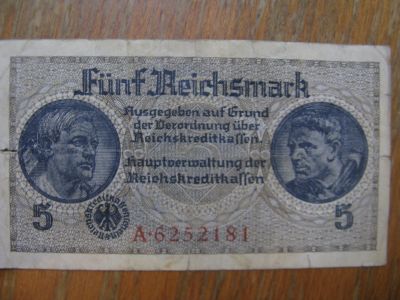 Fünf Reichsmark
Ausgegeben auf Grund
der Verordnung über
Reichskreditkassen.
Hauptverwaltung der
Reichskreditkassen
5
5
A·6252181